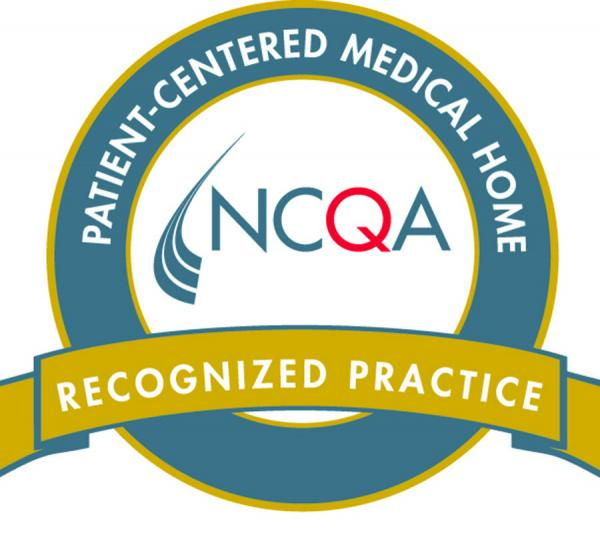 PATIENT-CENTERED MEDICAL HOME
NCQA
RECOGNIZED PRACTICE